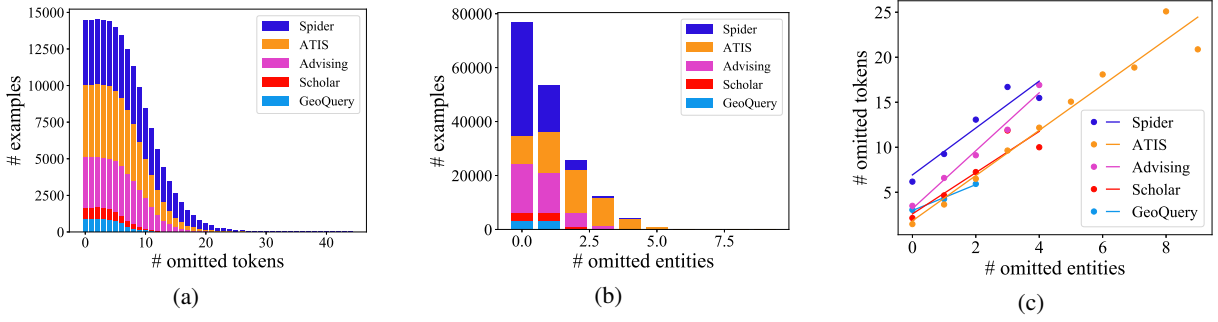 15000
12500
10000
7500
5000
2500
0
# examples
0
10
20
30
40
# omitted tokens
Spider
ATIS
Advising
Scholar
GeoQuery
(a)
80000
60000
40000
20000
0
# examples
0.0
2.5
5.0
7.5
# omitted entities
Spider
ATIS
Advising
Scholar
GeoQuery
(b)
25
20
15
10
5
# omitted tokens
0
2
4
6
8
# omitted entities
Spider
ATIS
Advising
Scholar
GeoQuery
(c)